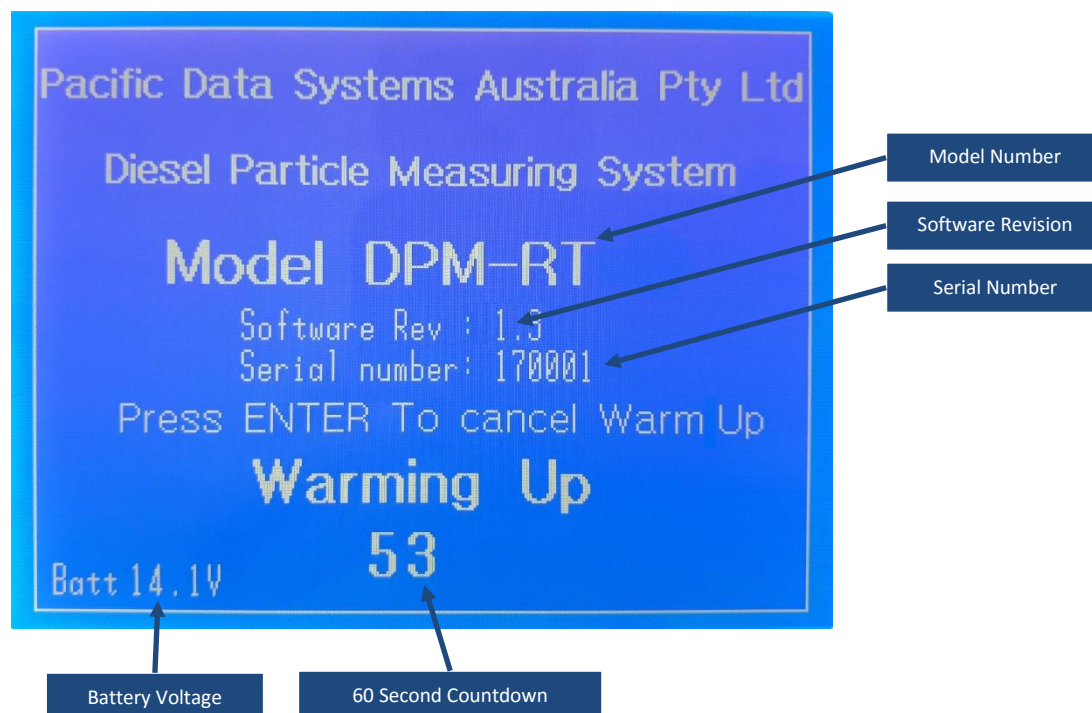 Pacific Data Systems Australia Pty Ltd
Diesel Particle Measuring System
Model DPM-RT
Software Rev : 1.3
Serial number: 170001
Press ENTER To cancel Warm Up
Warming Up
53
Batt 14.1V
Model Number
Software Revision
Serial Number
Battery Voltage
60 Second Countdown